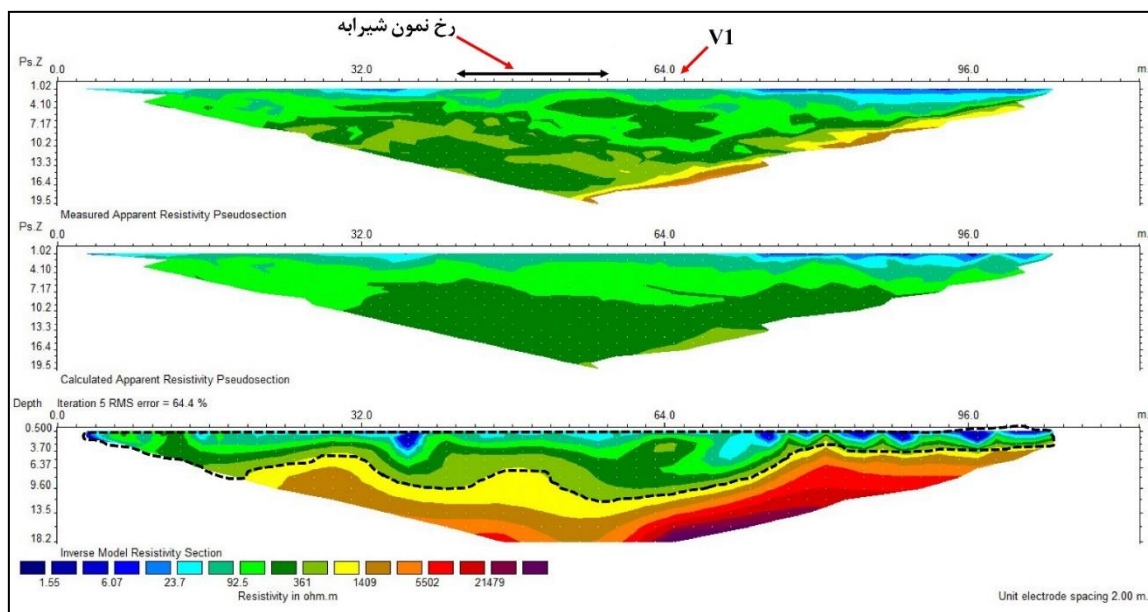 رخ نمون شیرابه
V1
Ps.Z 0.0 32.0 64.0 96.0 m.
1.02
4.10
7.17
10.2
13.3
16.4
19.5
Measured Apparent Resistivity Pseudosection
Ps.Z 0.0 32.0 64.0 96.0 m.
1.02
4.10
7.17
10.2
13.3
16.4
19.5
Calculated Apparent Resistivity Pseudosection
Depth Iteration 5 RMS error = 64.4 %
0.0 32.0 64.0 96.0 m.
0.500
3.70
6.37
9.60
13.5
18.2
Inverse Model Resistivity Section
1.55 6.07 23.7 92.5 361 1409 5502 21479
Resistivity in ohm.m
Unit electrode spacing 2.00 m.